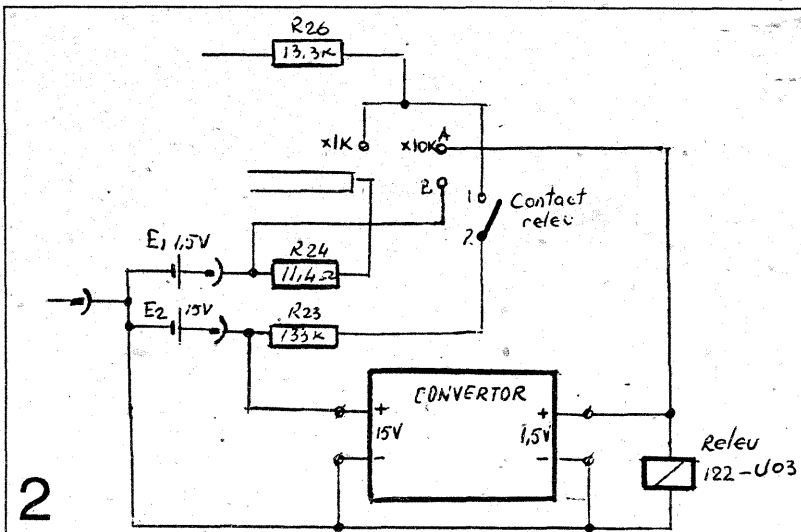 R26
13,3K
x1K
x10K A
B
1
Contact
releu
2
E1 1,5V
R24
11,4Ω
E2 15V
R23
133K
CONVERTOR
+ +
15V 1,5V
- -
Releu
122-U03
2